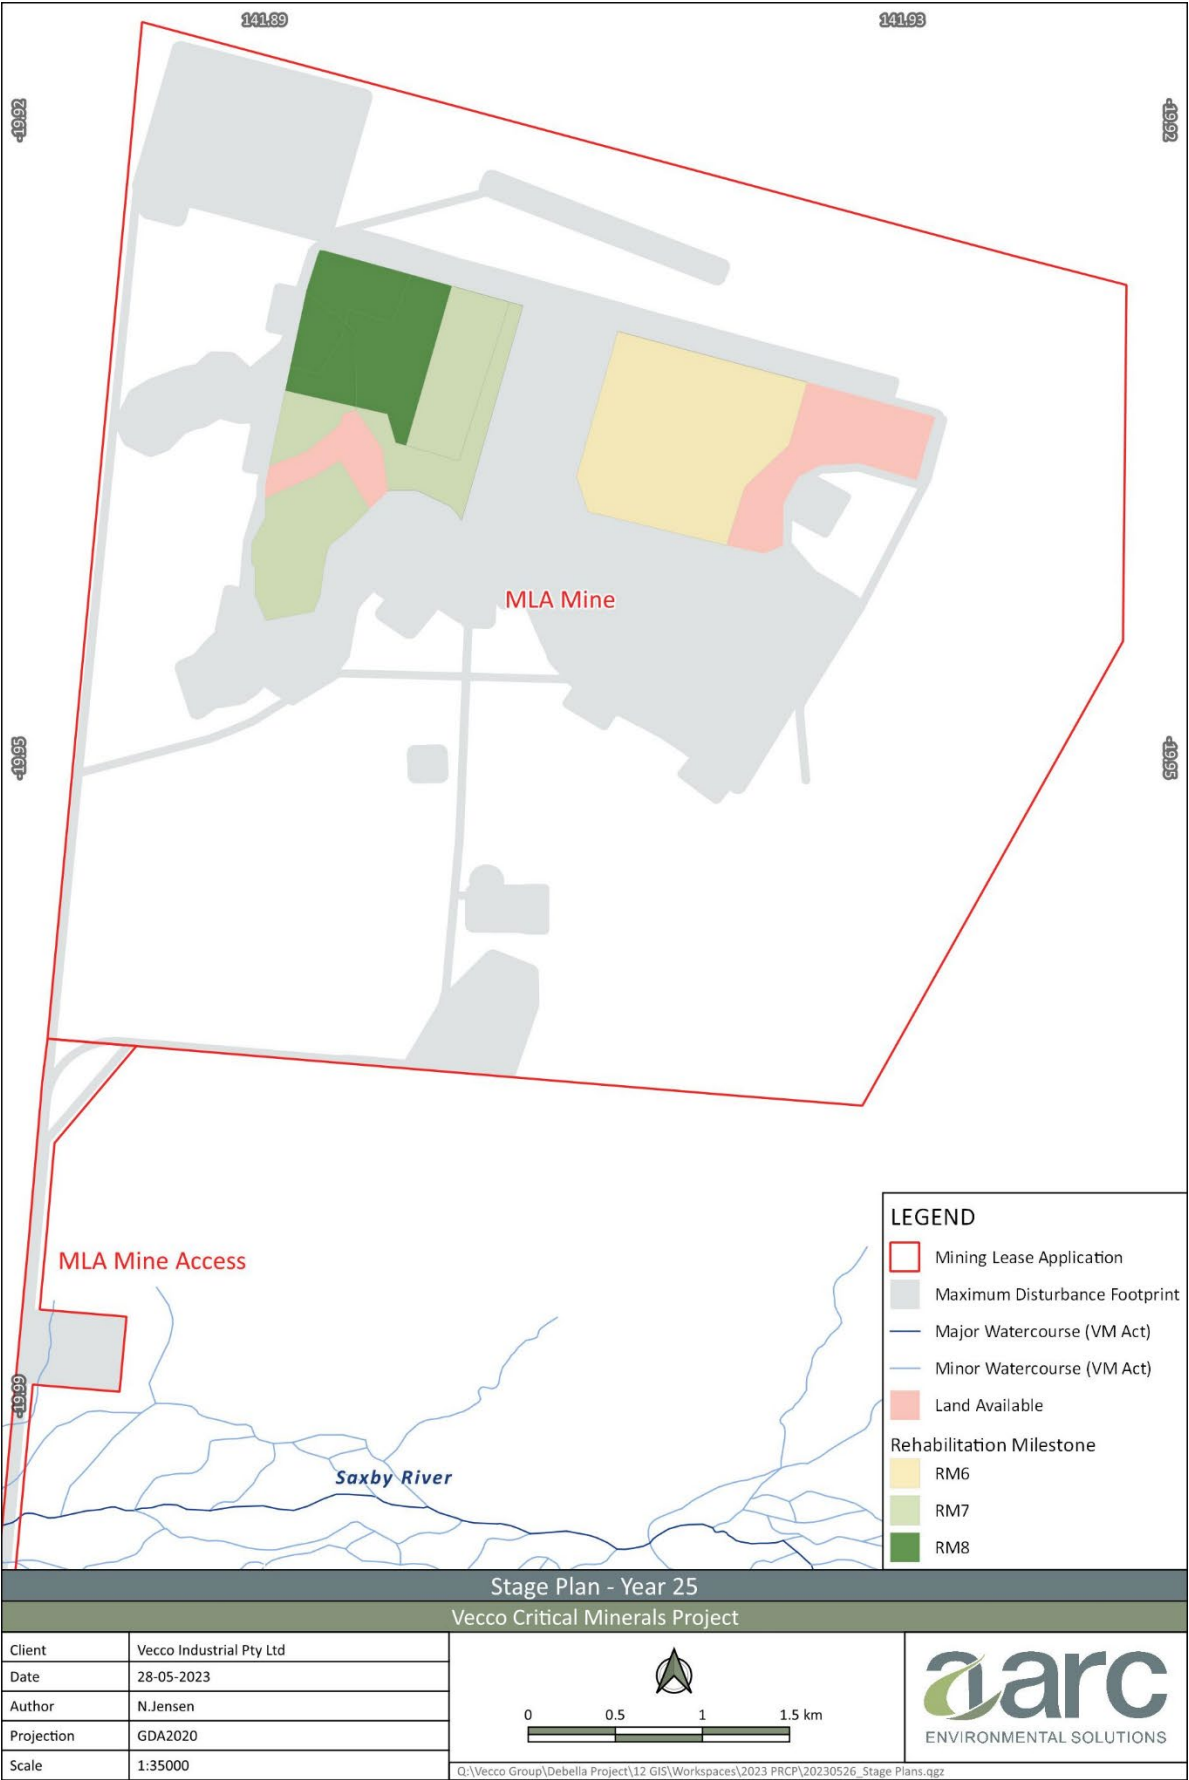 141.89
141.93
-19.92
-19.92
MLA Mine
-19.95
-19.95
MLA Mine Access
-19.99
Saxby River
LEGEND
Mining Lease Application
Maximum Disturbance Footprint
Major Watercourse (VM Act)
Minor Watercourse (VM Act)
Land Available
Rehabilitation Milestone
RM6
RM7
RM8
Stage Plan - Year 25
Vecco Critical Minerals Project
Client Vecco Industrial Pty Ltd
Date 28-05-2023
Author N.Jensen
Projection GDA2020
Scale 1:35000
0 0.5 1 1.5 km
Q:\Vecco Group\Debella Project\12 GIS\Workspaces\2023 PRCP\20230526_Stage Plans.qgz
aarc
ENVIRONMENTAL SOLUTIONS